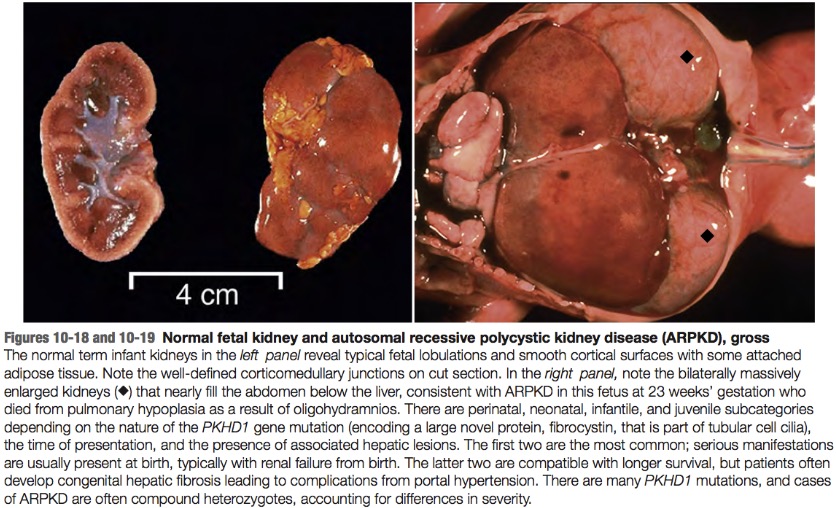 4 cm
Figures 10-18 and 10-19 Normal fetal kidney and autosomal recessive polycystic kidney disease (ARPKD), gross
The normal term infant kidneys in the left panel reveal typical fetal lobulations and smooth cortical surfaces with some attached
adipose tissue. Note the well-defined corticomedullary junctions on cut section. In the right panel, note the bilaterally massively
enlarged kidneys (◆) that nearly fill the abdomen below the liver, consistent with ARPKD in this fetus at 23 weeks' gestation who
died from pulmonary hypoplasia as a result of oligohydramnios. There are perinatal, neonatal, infantile, and juvenile subcategories
depending on the nature of the PKHD1 gene mutation (encoding a large novel protein, fibrocystin, that is part of tubular cell cilia),
the time of presentation, and the presence of associated hepatic lesions. The first two are the most common; serious manifestations
are usually present at birth, typically with renal failure from birth. The latter two are compatible with longer survival, but patients often
develop congenital hepatic fibrosis leading to complications from portal hypertension. There are many PKHD1 mutations, and cases
of ARPKD are often compound heterozygotes, accounting for differences in severity.